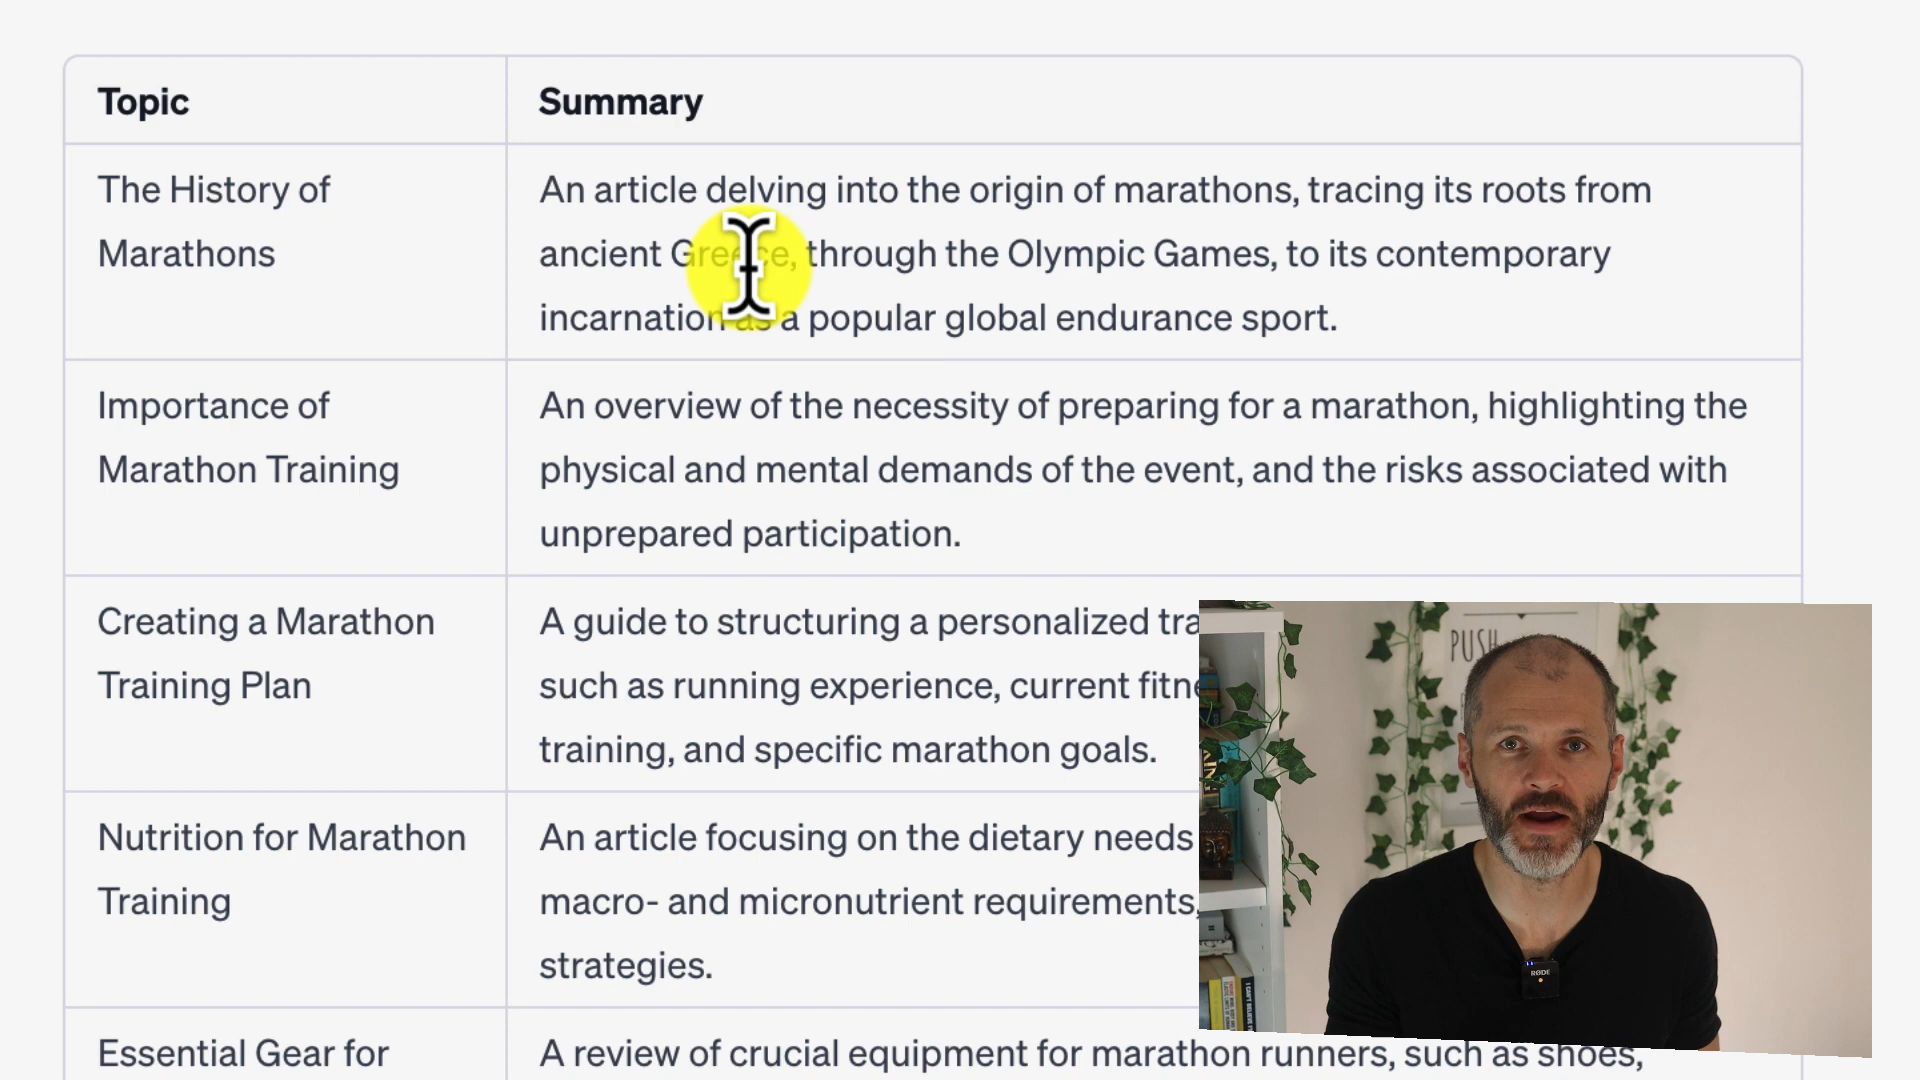 Topic
Summary
The History of
Marathons
An article delving into the origin of marathons, tracing its roots from
ancient Greece, through the Olympic Games, to its contemporary
incarnation as a popular global endurance sport.
Importance of
Marathon Training
An overview of the necessity of preparing for a marathon, highlighting the
physical and mental demands of the event, and the risks associated with
unprepared participation.
Creating a Marathon
Training Plan
A guide to structuring a personalized tra
such as running experience, current fitne
training, and specific marathon goals.
Nutrition for Marathon
Training
An article focusing on the dietary needs
macro- and micronutrient requirements,
strategies.
Essential Gear for
A review of crucial equipment for marathon runners, such as shoes,
PUSH
RØDE